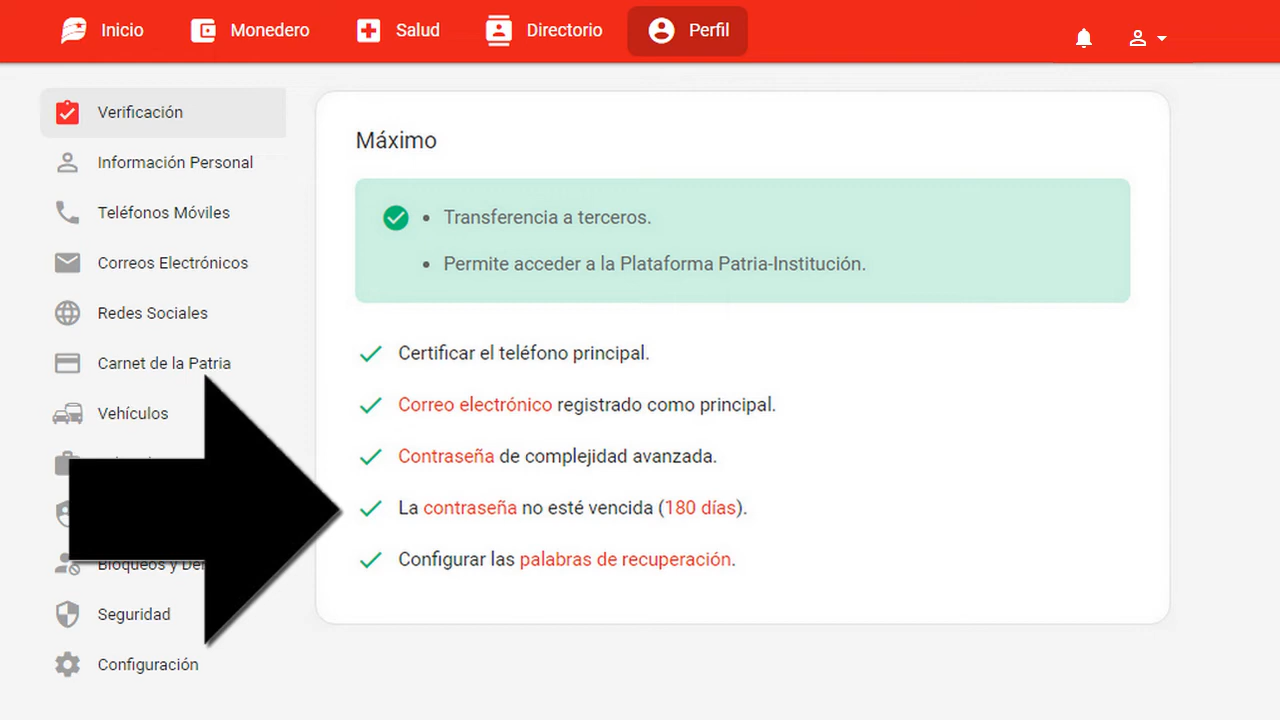 Inicio
Monedero
Salud
Directorio
Perfil
Verificación
Información Personal
Teléfonos Móviles
Correos Electrónicos
Redes Sociales
Carnet de la Patria
Vehículos
Bloqueos y
Seguridad
Configuración
Máximo
• Transferencia a terceros.
• Permite acceder a la Plataforma Patria-Institución.
Certificar el teléfono principal.
Correo electrónico registrado como principal.
Contraseña de complejidad avanzada.
La contraseña no esté vencida (180 días).
Configurar las palabras de recuperación.